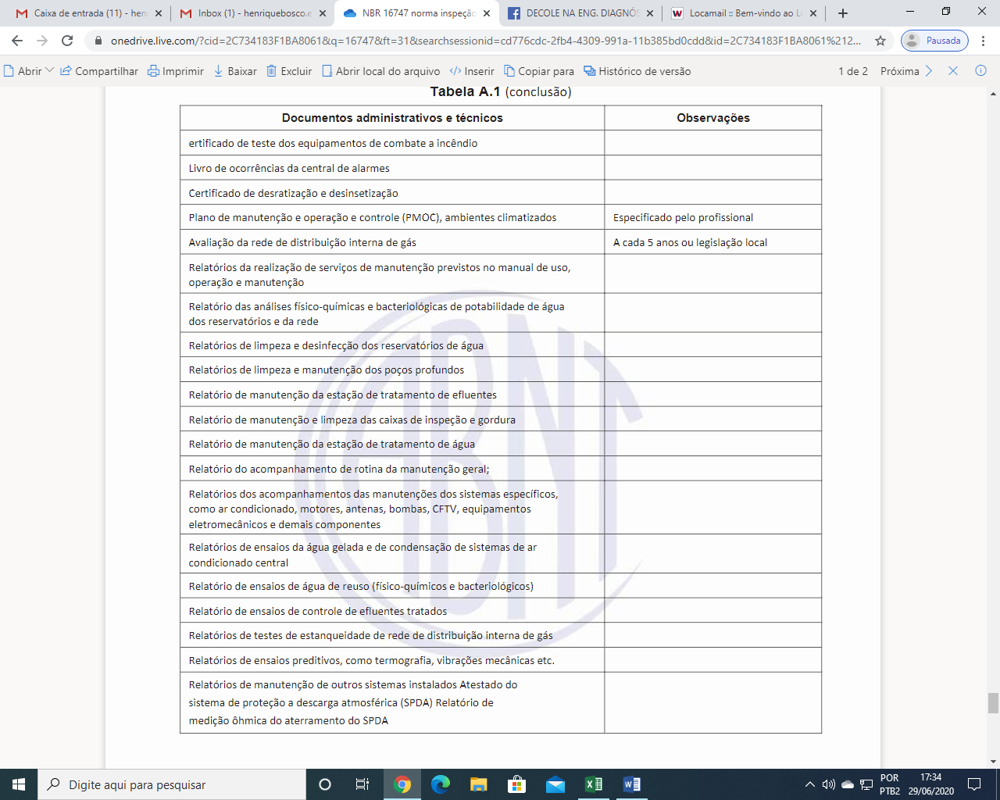 Caixa de entrada (11) - hen
Inbox (1) - henriquebosco.e
NBR 16747 norma inspeção
DECOLE NA ENG. DIAGNÓS
Locamail :: Bem-vindo ao Lo
onedrive.live.com/?cid=2C734183F1BA8061&q=16747&ft=31&searchsessionid=cd776cdc-2fb4-4309-991a-11b385bd0cdd&id=2C734183F1BA8061%212...
Pausada
Abrir
Compartilhar
Imprimir
Baixar
Excluir
Abrir local do arquivo
Inserir
Copiar para
Histórico de versão
1 de 2
Próxima
Tabela A.1 (conclusão)
Documentos administrativos e técnicos
Observações
ertificado de teste dos equipamentos de combate a incêndio
Livro de ocorrências da central de alarmes
Certificado de desratização e desinsetização
Plano de manutenção e operação e controle (PMOC), ambientes climatizados
Especificado pelo profissional
Avaliação da rede de distribuição interna de gás
A cada 5 anos ou legislação local
Relatórios da realização de serviços de manutenção previstos no manual de uso,
operação e manutenção
Relatório das análises físico-químicas e bacteriológicas de potabilidade de água
dos reservatórios e da rede
Relatórios de limpeza e desinfecção dos reservatórios de água
Relatórios de limpeza e manutenção dos poços profundos
Relatório de manutenção da estação de tratamento de efluentes
Relatório de manutenção e limpeza das caixas de inspeção e gordura
Relatório de manutenção da estação de tratamento de água
Relatório do acompanhamento de rotina da manutenção geral;
Relatórios dos acompanhamentos das manutenções dos sistemas específicos,
como ar condicionado, motores, antenas, bombas, CFTV, equipamentos
eletromecânicos e demais componentes
Relatórios de ensaios da água gelada e de condensação de sistemas de ar
condicionado central
Relatório de ensaios de água de reuso (físico-químicos e bacteriológicos)
Relatório de ensaios de controle de efluentes tratados
Relatórios de testes de estanqueidade de rede de distribuição interna de gás
Relatórios de ensaios preditivos, como termografia, vibrações mecânicas etc.
Relatórios de manutenção de outros sistemas instalados Atestado do
sistema de proteção a descarga atmosférica (SPDA) Relatório de
medição ôhmica do aterramento do SPDA
ABNT
Digite aqui para pesquisar
POR
PTB2
17:34
29/06/2020